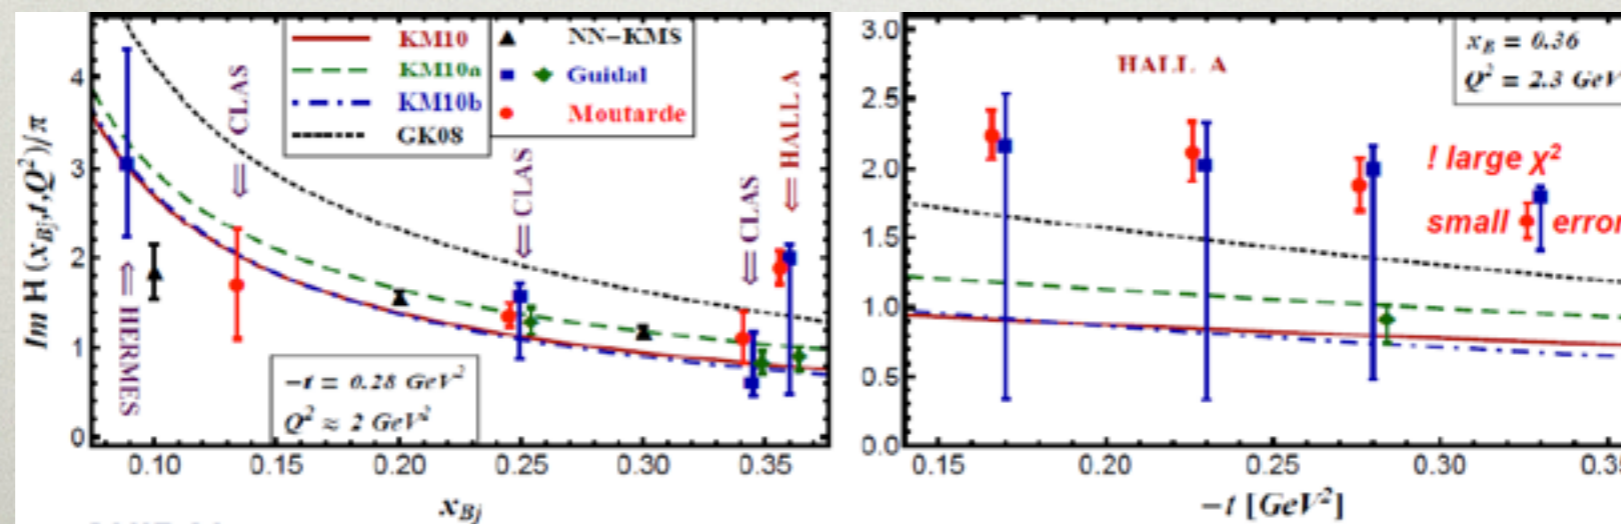 Im H (x_Bj,t,Q²)/π
4
3
2
1
0
0.10 0.15 0.20 0.25 0.30 0.35
x_Bj
KM10
KM10a
KM10b
GK08
NN-KMS
Guidal
Moutarde
⇐ HERMES
⇐ CLAS
⇐ CLAS
⇐ CLAS
⇐ HALL A
-t = 0.28 GeV²
Q² ≈ 2 GeV²
3.0
2.5
2.0
1.5
1.0
0.5
0.0
0.15 0.20 0.25 0.30 0.35
-t [GeV²]
HALL A
x_B = 0.36
Q² = 2.3 GeV
! large χ²
small error